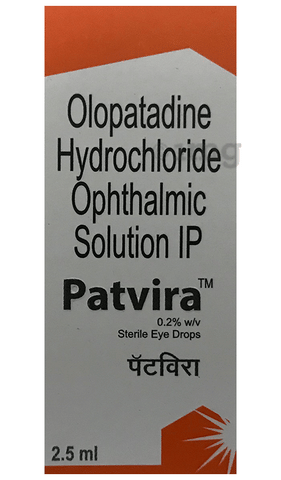 Olopatadine
Hydrochloride
Ophthalmic
Solution IP
Patvira™
0.2% w/v
Sterile Eye Drops
पॅटविरा
2.5 ml